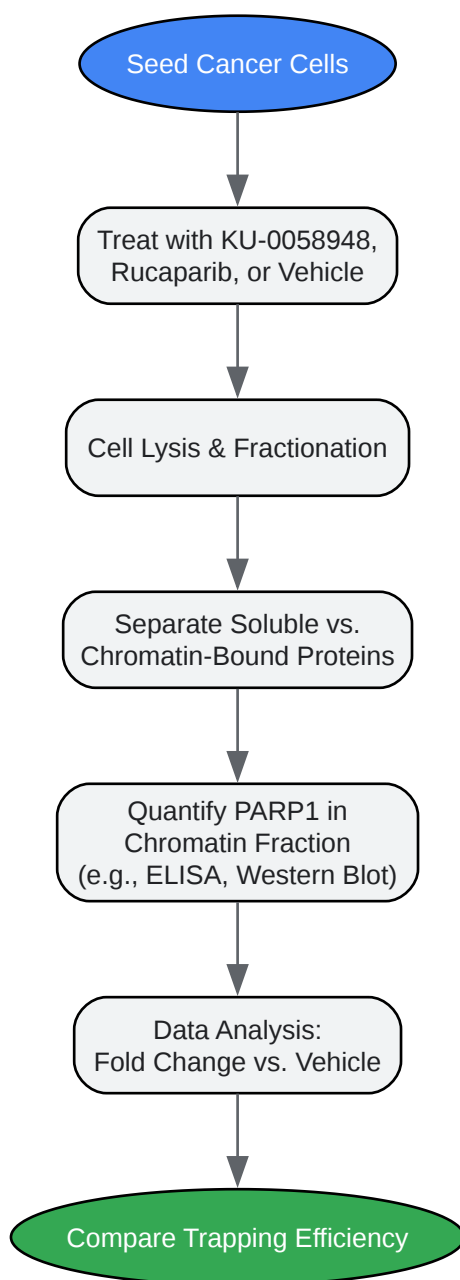 Seed Cancer Cells
Treat with KU-0058948,
Rucaparib, or Vehicle
Cell Lysis & Fractionation
Separate Soluble vs.
Chromatin-Bound Proteins
Quantify PARP1 in
Chromatin Fraction
(e.g., ELISA, Western Blot)
Data Analysis:
Fold Change vs. Vehicle
Compare Trapping Efficiency